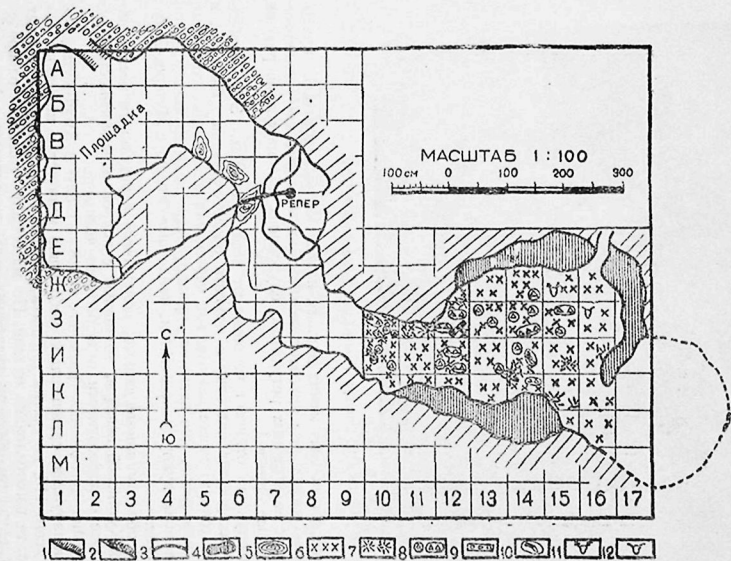 А
Б
В
Г
Д
Е
Ж
З
И
К
Л
М
Площадка
МАСШТАБ 1:100
100 см 0 100 200 300
РЕПЕР
С
Ю
1 2 3 4 5 6 7 8 9 10 11 12 13 14 15 16 17
1 2 3 4 5 6 7 8 9 10 11 12